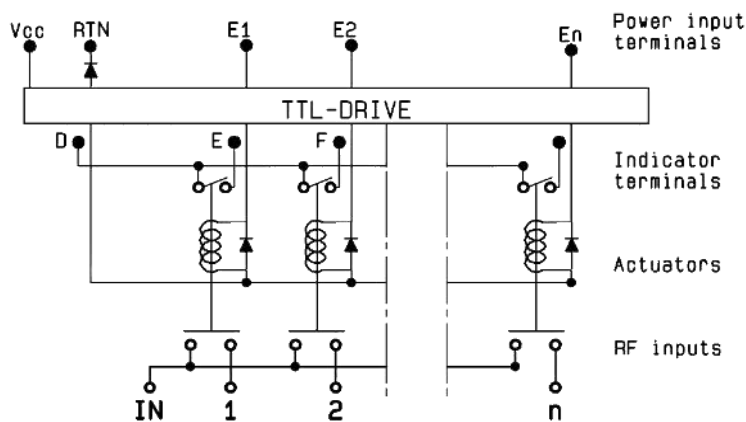 Vcc RTN E1 E2 En Power input
terminals
TTL-DRIVE
D E F
Indicator
terminals
Actuators
RF inputs
IN 1 2 n